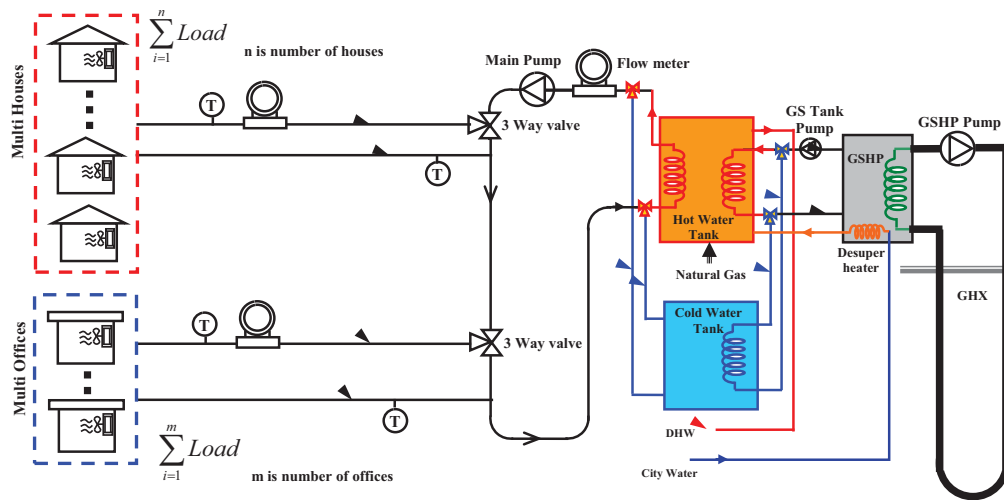 n
∑ Load
i=1
n is number of houses
Main Pump
Flow meter
T
3 Way valve
GS Tank
Pump
GSHP Pump
GSHP
Multi Houses
T
Hot Water
Tank
Desuper
heater
Natural Gas
GHX
Cold Water
Tank
T
3 Way valve
Multi Offices
T
DHW
City Water
m
∑ Load
i=1
m is number of offices